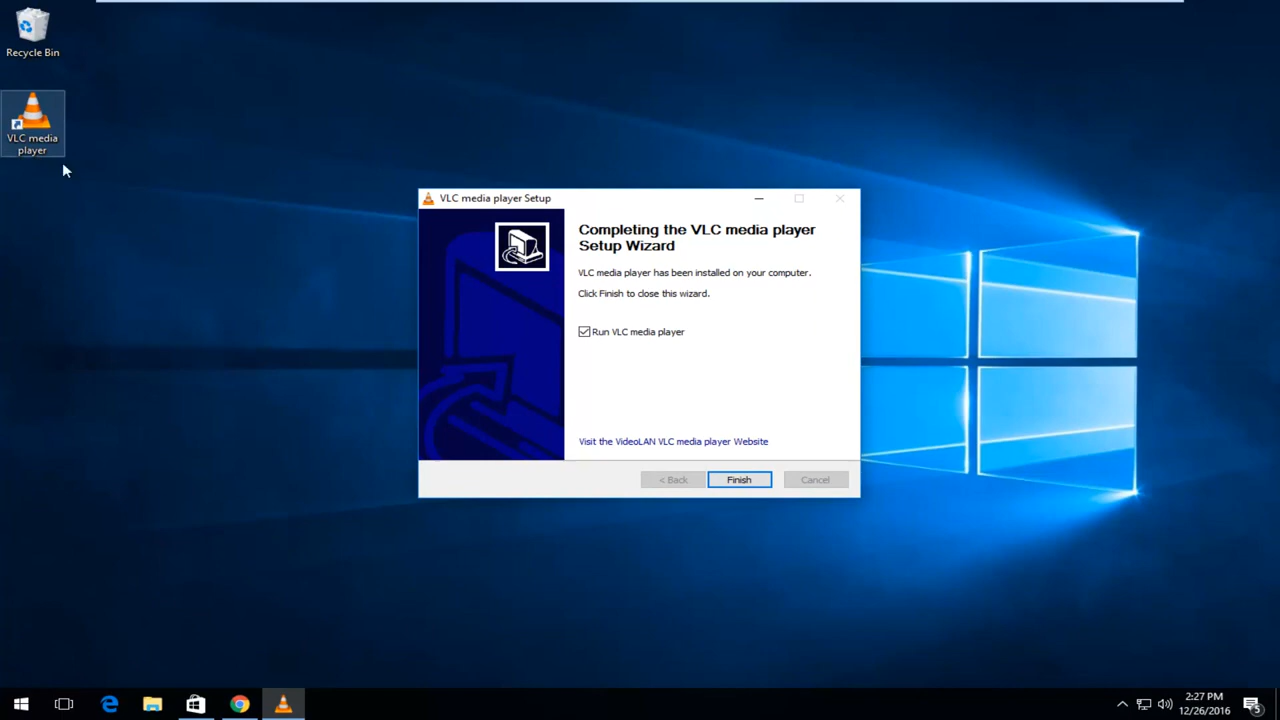 Recycle Bin
VLC media
player
VLC media player Setup
Completing the VLC media player
Setup Wizard
VLC media player has been installed on your computer.
Click Finish to close this wizard.
Run VLC media player
Visit the VideoLAN VLC media player Website
< Back
Finish
Cancel
2:27 PM
12/26/2016
5